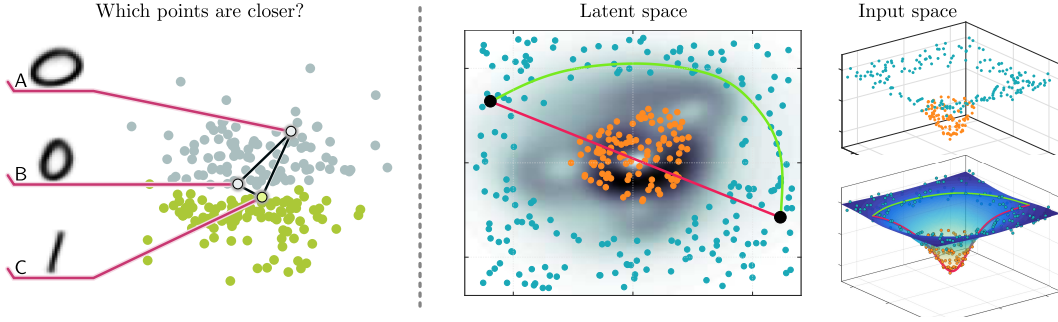 Which points are closer?
A
B
C
Latent space
Input space